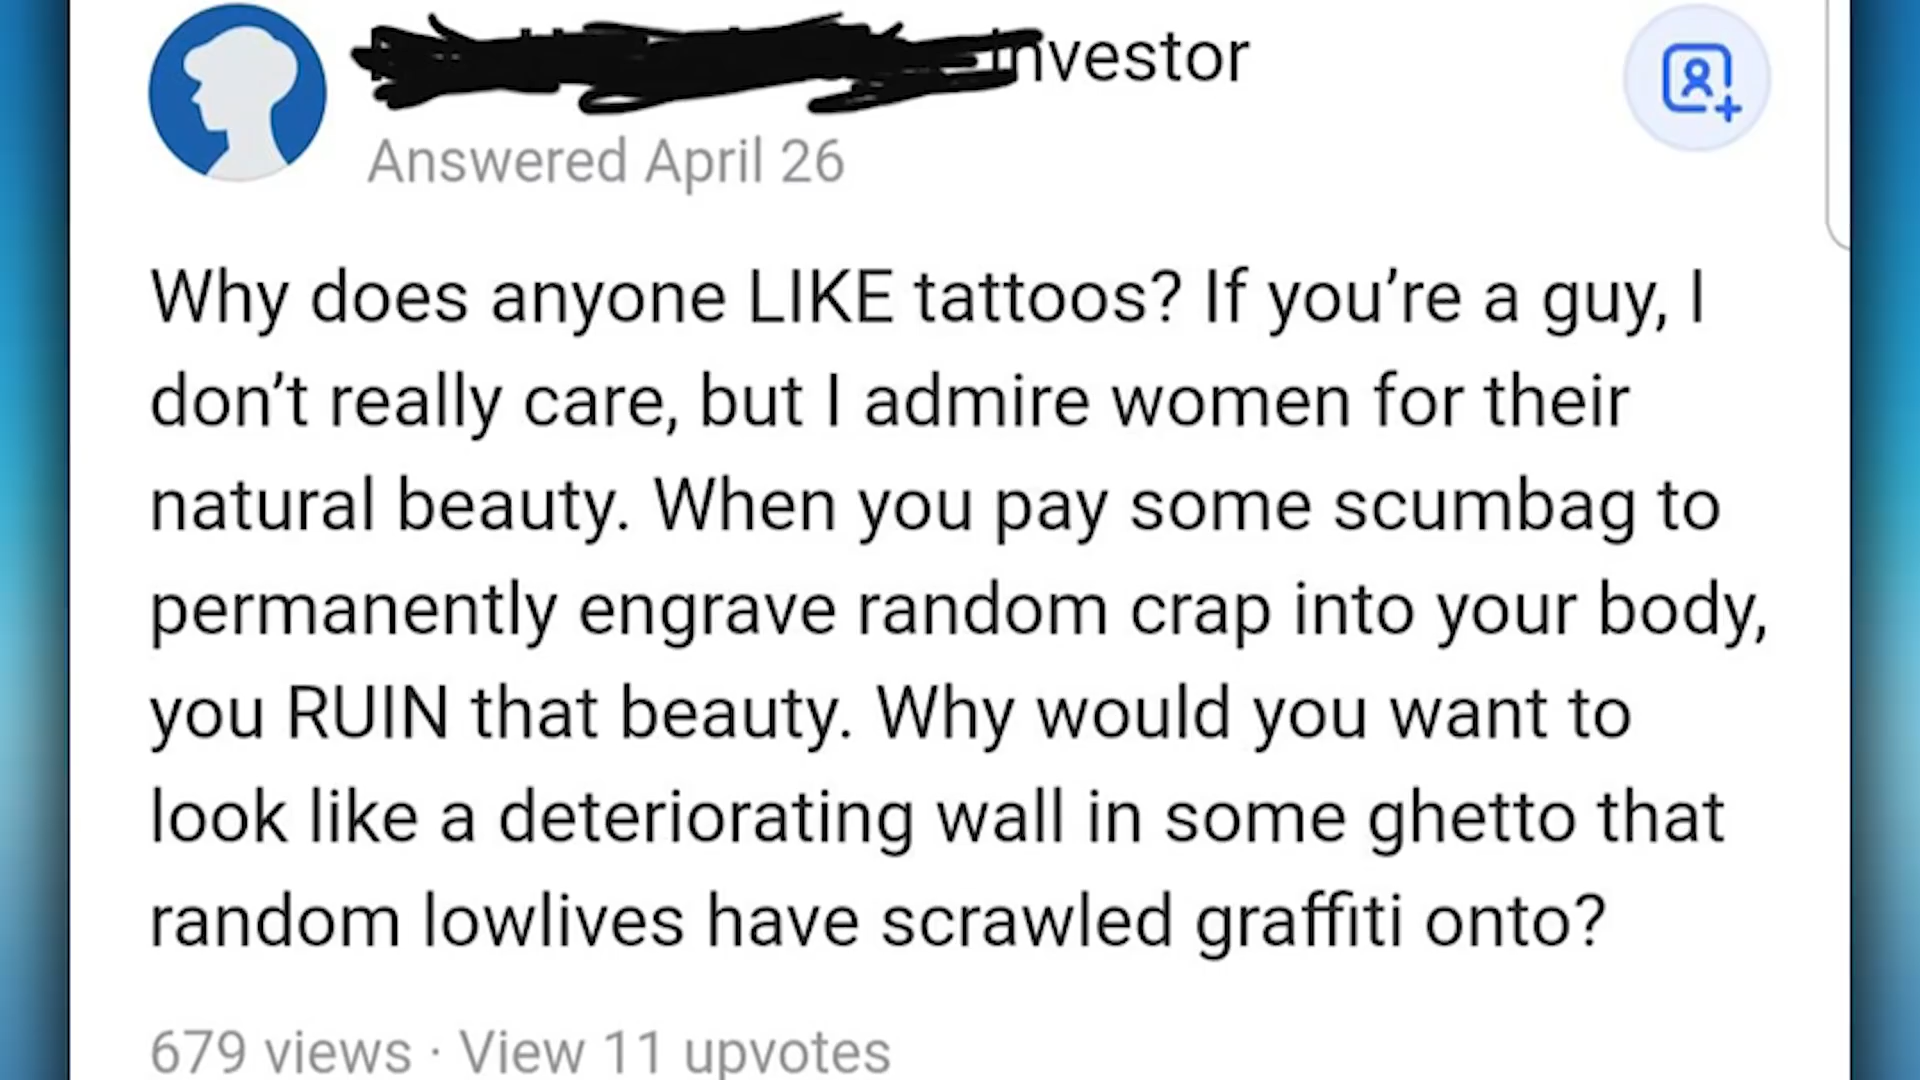 investor
Answered April 26
Why does anyone LIKE tattoos? If you’re a guy, I
don’t really care, but I admire women for their
natural beauty. When you pay some scumbag to
permanently engrave random crap into your body,
you RUIN that beauty. Why would you want to
look like a deteriorating wall in some ghetto that
random lowlives have scrawled graffiti onto?
679 views · View 11 upvotes